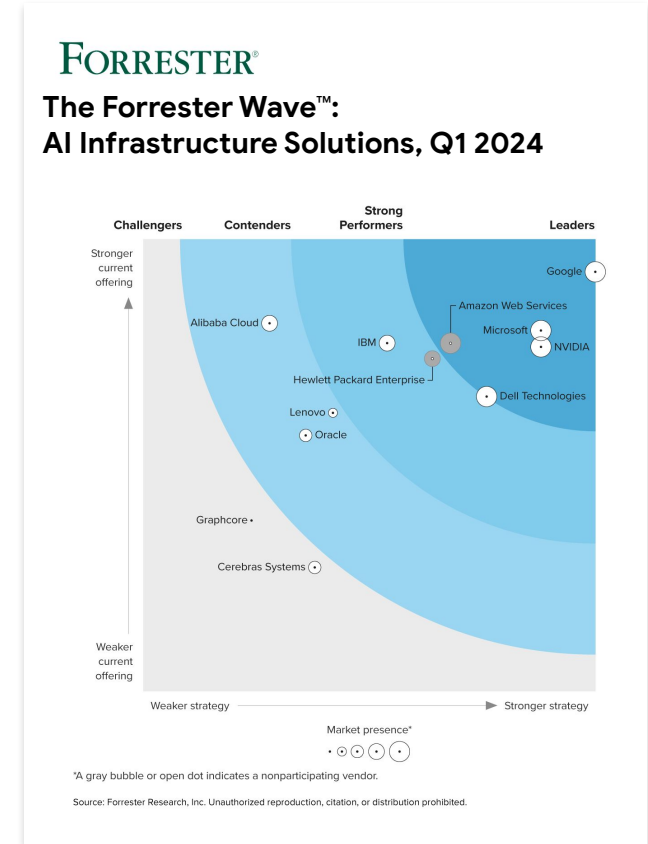 FORRESTER®
The Forrester Wave™:
AI Infrastructure Solutions, Q1 2024
Challengers
Contenders
Strong
Performers
Leaders
Stronger
current
offering
Google
Amazon Web Services
Alibaba Cloud
Microsoft
IBM
NVIDIA
Hewlett Packard Enterprise
Dell Technologies
Lenovo
Oracle
Graphcore
Cerebras Systems
Weaker
current
offering
Weaker strategy
Stronger strategy
Market presence*
*A gray bubble or open dot indicates a nonparticipating vendor.
Source: Forrester Research, Inc. Unauthorized reproduction, citation, or distribution prohibited.